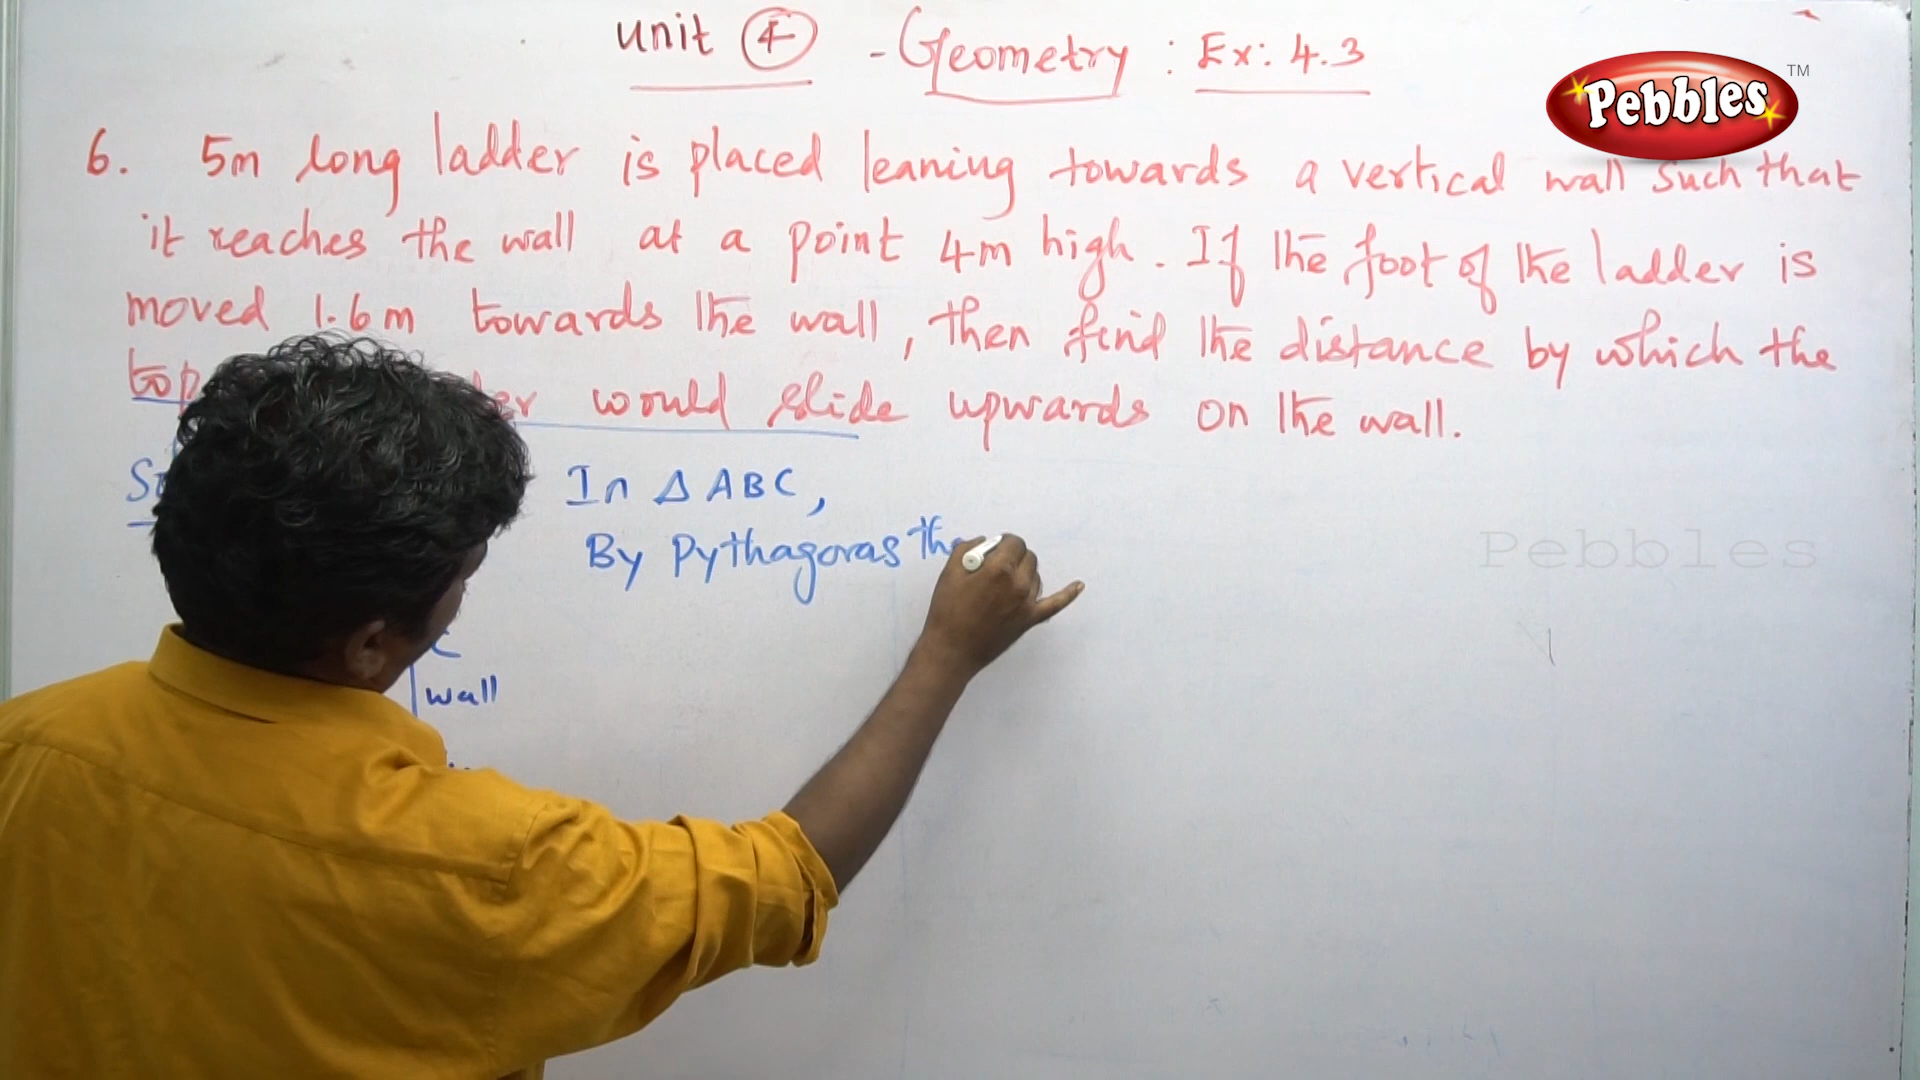 unit 4 - Geometry : Ex: 4.3
Pebbles TM
6. 5m long ladder is placed leaning towards a vertical wall such that
it reaches the wall at a point 4m high. If the foot of the ladder is
moved 1.6m towards the wall, then find the distance by which the
top would slide upwards on the wall.
In Δ ABC,
By Pythagoras the
Pebbles
C
wall